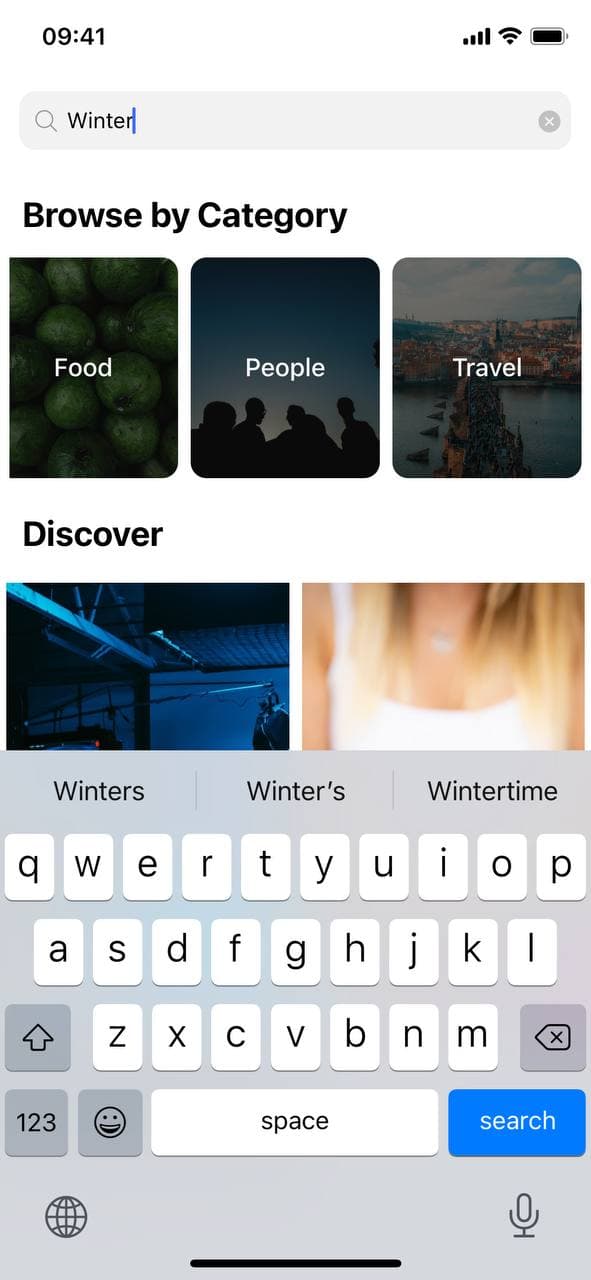 09:41
Winter
Browse by Category
Food People Travel
Discover
Winters Winter’s Wintertime
q w e r t y u i o p
a s d f g h j k l
z x c v b n m
123 space search